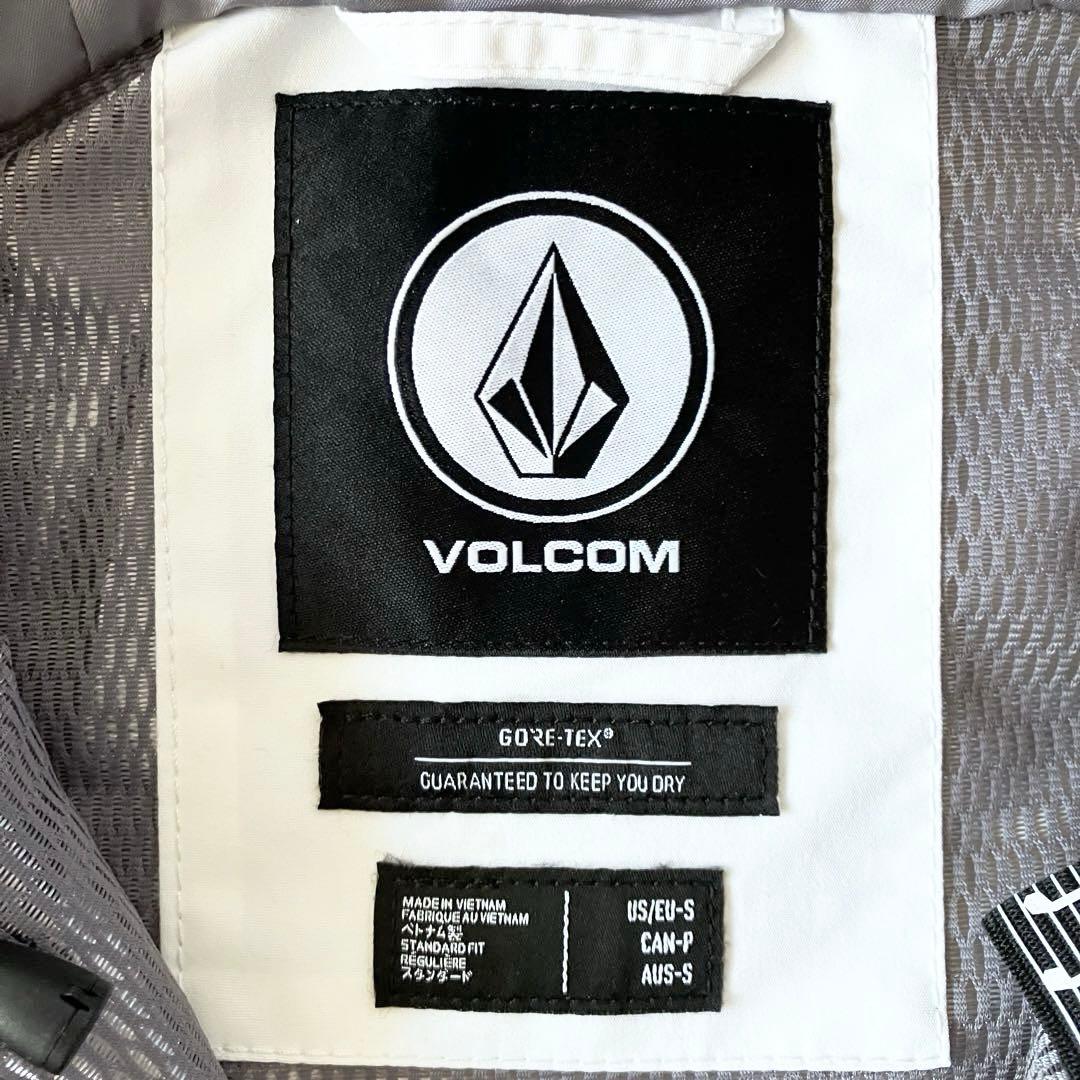 VOLCOM
GORE-TEX®
GUARANTEED TO KEEP YOU DRY
MADE IN VIETNAM
FABRIQUE AU VIETNAM
ベトナム製
STANDARD FIT
RÉGULIÈRE
スタンダード
US/EU-S
CAN-P
AUS-S